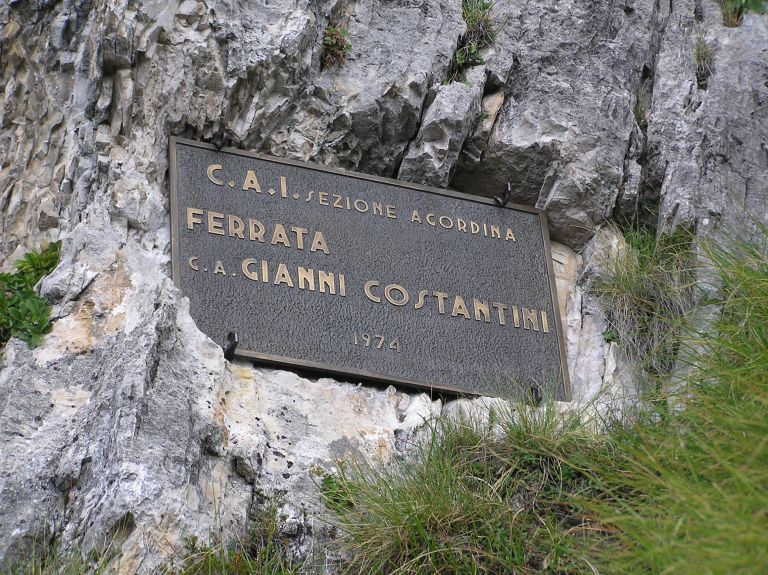 C.A.I. SEZIONE AGORDINA
FERRATA
C.A. GIANNI COSTANTINI
1974